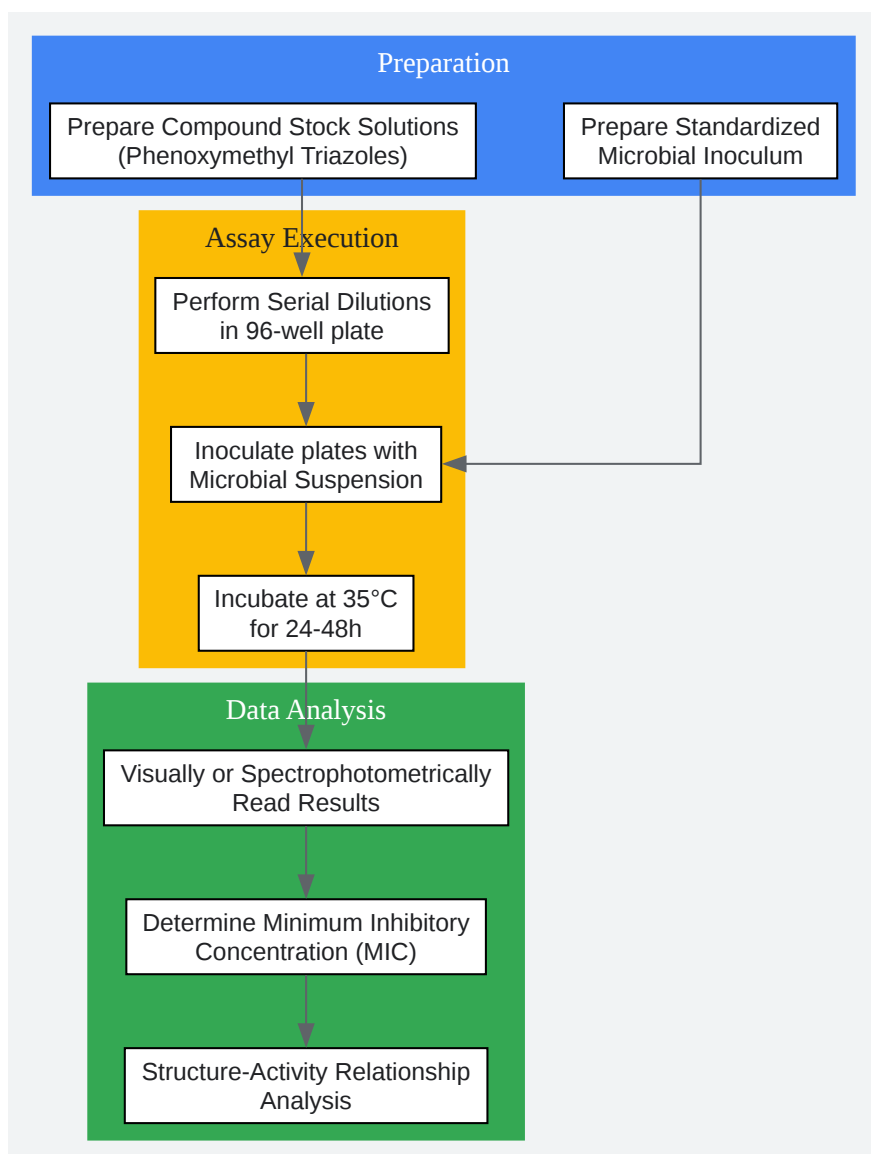 Preparation
Prepare Compound Stock Solutions
(Phenoxymethyl Triazoles)
Prepare Standardized
Microbial Inoculum
Assay Execution
Perform Serial Dilutions
in 96-well plate
Inoculate plates with
Microbial Suspension
Incubate at 35°C
for 24-48h
Data Analysis
Visually or Spectrophotometrically
Read Results
Determine Minimum Inhibitory
Concentration (MIC)
Structure-Activity Relationship
Analysis